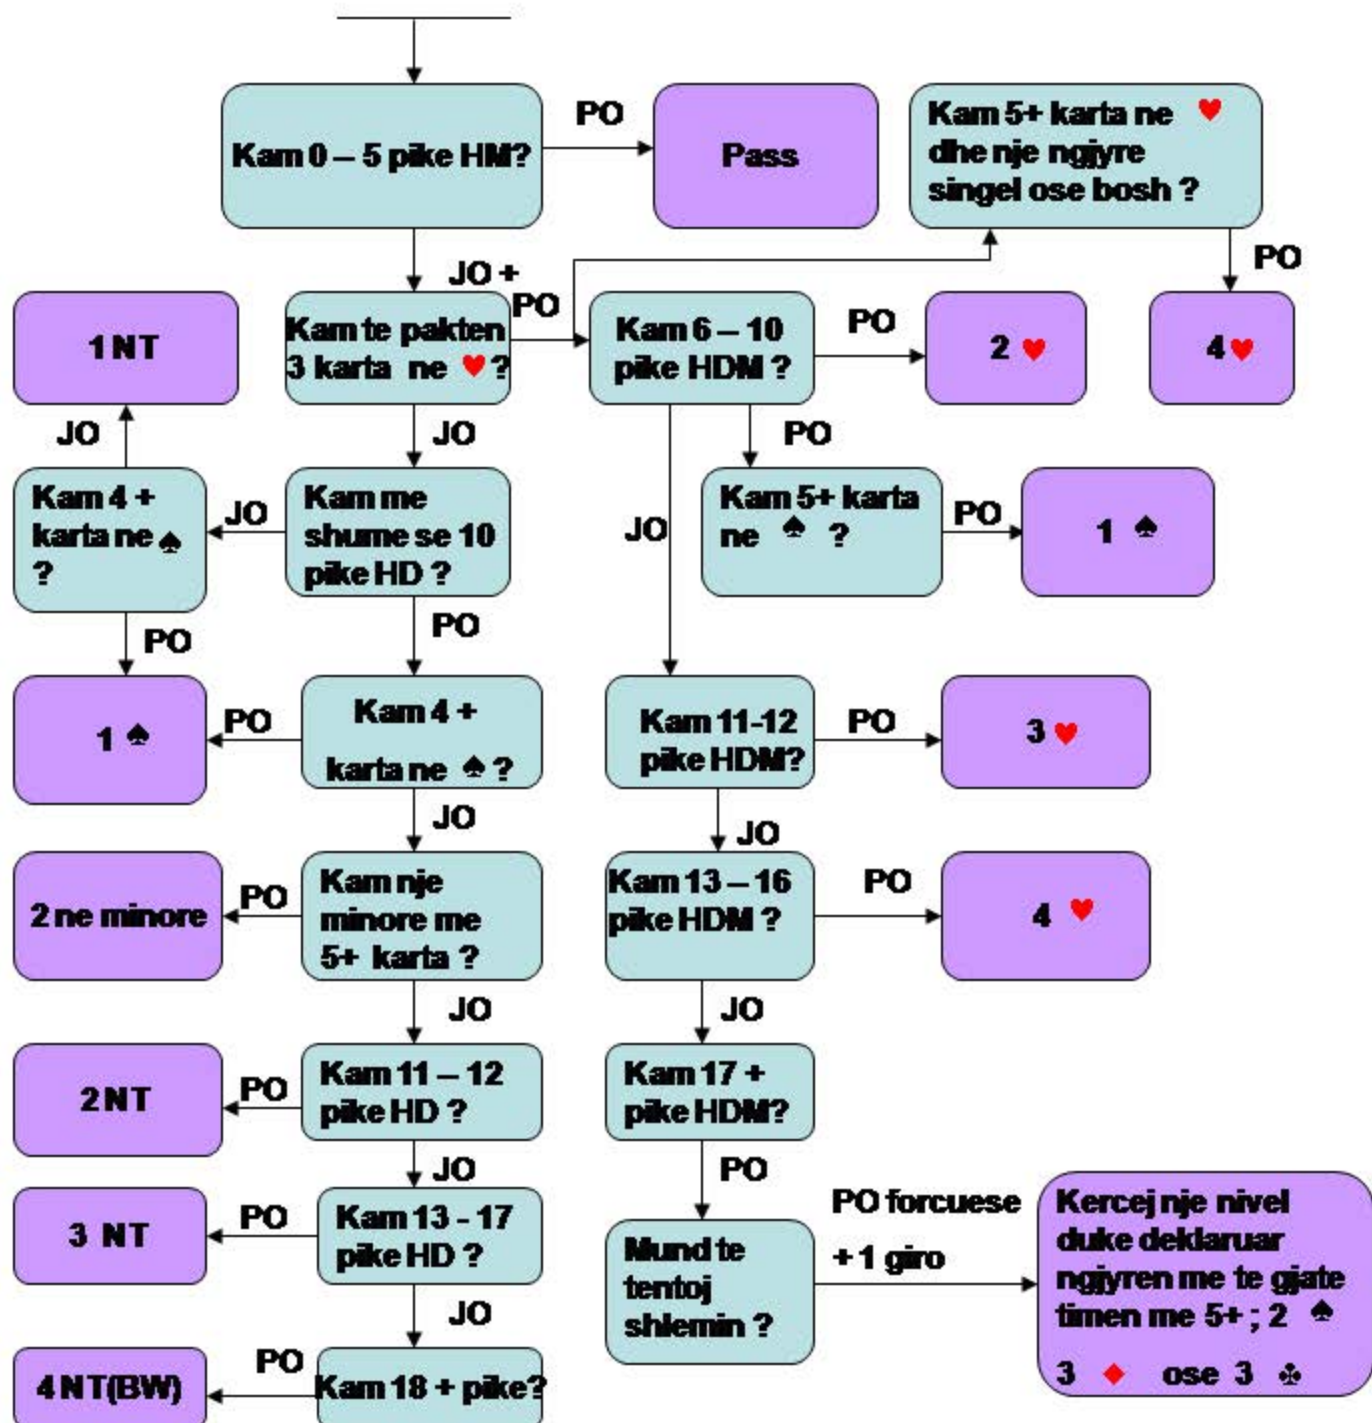 Kam 0 – 5 pike HM?
PO
Pass
Kam 5+ karta ne ♥
dhe nje ngjyre
singel ose bosh ?
JO +
PO
PO
1 NT
Kam te pakten
3 karta ne ♥?
Kam 6 – 10
pike HDM ?
PO
2 ♥
4 ♥
JO
JO
PO
Kam 4 +
karta ne ♠
?
JO
Kam me
shume se 10
pike HD ?
JO
Kam 5+ karta
ne ♠ ?
PO
1 ♠
PO
PO
1 ♠
PO
Kam 4 +
karta ne ♠ ?
Kam 11-12
pike HDM?
PO
3 ♥
JO
JO
2 ne minore
PO
Kam nje
minore me
5+ karta ?
Kam 13 – 16
pike HDM ?
PO
4 ♥
JO
JO
2 NT
PO
Kam 11 – 12
pike HD ?
Kam 17 +
pike HDM?
JO
PO
3 NT
PO
Kam 13 - 17
pike HD ?
Mund te
tentoj
shlemin ?
PO forcuese
+ 1 giro
Kercej nje nivel
duke deklaruar
ngjyren me te gjate
timen me 5+ ; 2 ♠
3 ♦ ose 3 ♣
JO
4 NT(BW)
PO
Kam 18 + pike?